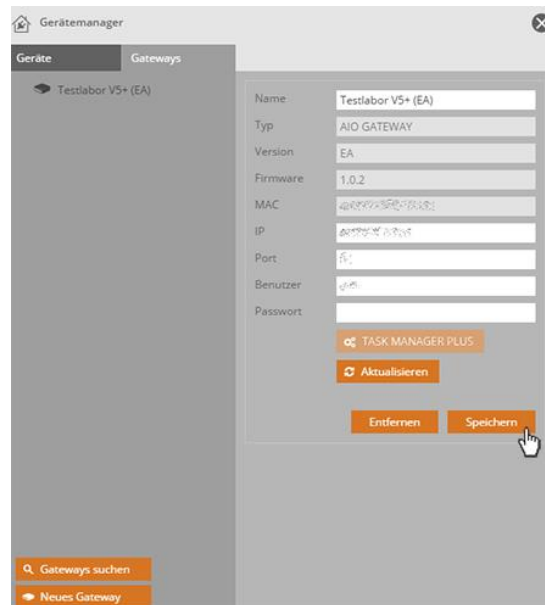 Gerätemanager
Geräte
Gateways
Testlabor V5+ (EA)
Name
Testlabor V5+ (EA)
Typ
AIO GATEWAY
Version
EA
Firmware
1.0.2
MAC
IP
Port
Benutzer
Passwort
TASK MANAGER PLUS
Aktualisieren
Entfernen
Speichern
Gateways suchen
Neues Gateway